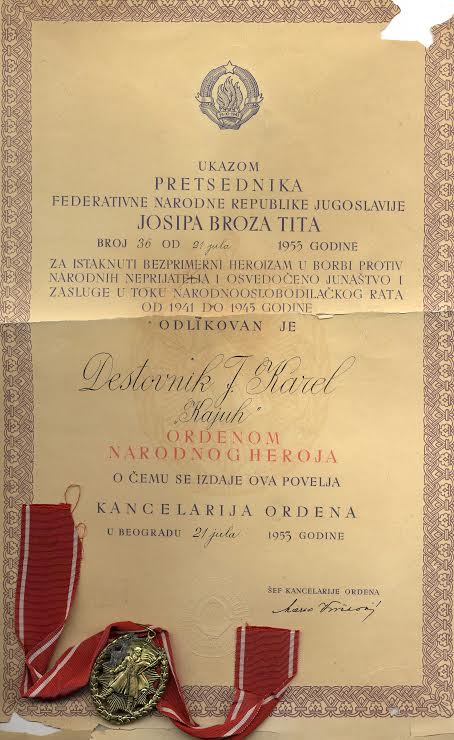 UKAZOM
PRETSEDNIKA
FEDERATIVNE NARODNE REPUBLIKE JUGOSLAVIJE
JOSIPA BROZA TITA
BROJ 36 OD 21 jula 1953 GODINE
ZA ISTAKNUTI BEZPRIMERNI HEROIZAM U BORBI PROTIV
NARODNIH NEPRIJATELJA I OSVEDOČENO JUNAŠTVO I
ZASLUGE U TOKU NARODNOOSLOBODILAČKOG RATA
OD 1941 DO 1945 GODINE
ODLIKOVAN JE
Destovnik J. Karel
„Kajuh"
ORDENOM
NARODNOG HEROJA
O ČEMU SE IZDAJE OVA POVELJA
KANCELARIJA ORDENA
U BEOGRADU 21 jula 1953 GODINE
ŠEF KANCELARIJE ORDENA